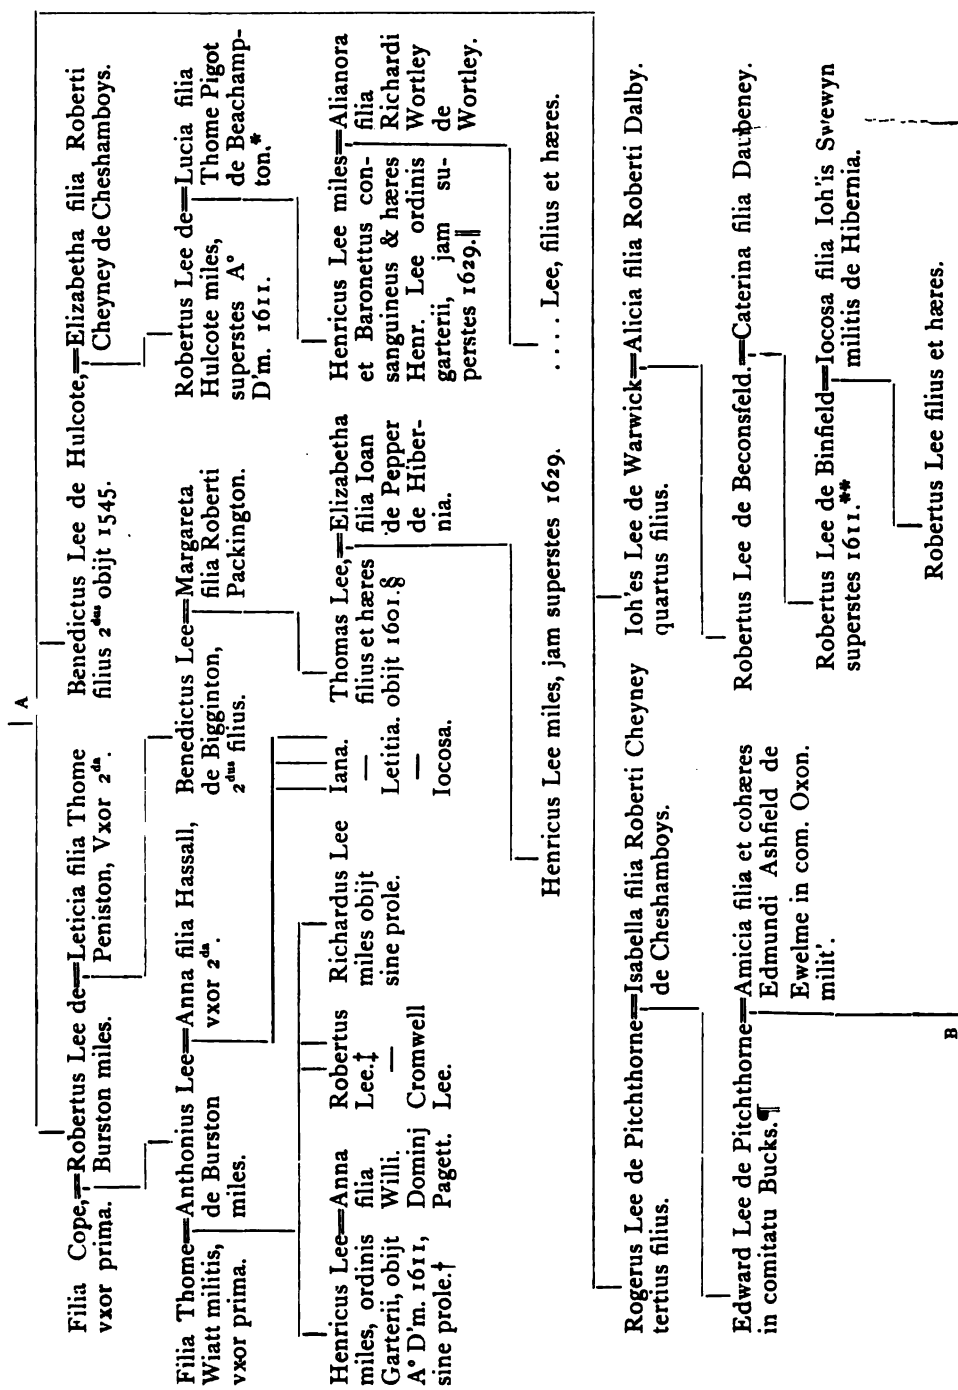 A
Filia Cope,=Robertus Lee de=Leticia filia Thome
vxor prima. Burston miles. Peniston, Vxor 2da.
Benedictus Lee de Hulcote,=Elizabetha filia Roberti
filius 2dus obijt 1545. Cheyney de Cheshamboys.
Filia Thome=Anthonius Lee=Anna filia Hassall,
Wiatt militis, de Burston vxor 2da.
vxor prima. miles.
Benedictus Lee=Margareta
de Bigginton, filia Roberti
2dus filius. Packington.
Robertus Lee de=Lucia filia
Hulcote miles, Thome Pigot
superstes A° de Beachamp-
D'm. 1611. ton.*
Henricus Lee=Anna
miles, ordinis filia
Garterii, obijt Willi.
A° D'm. 1611, Dominj
sine prole.† Pagett.
Robertus
Lee.‡
—
Cromwell
Lee.
Richardus Lee
miles obijt
sine prole.
Iana.
—
Letitia.
—
Iocosa.
Thomas Lee,=Elizabetha
filius et hæres filia Ioan
obijt 1601.§ de Pepper
de Hiber-
nia.
Henricus Lee miles=Alianora
et Baronettus con- filia
sanguineus & hæres Richardi
Henr. Lee ordinis Wortley
garterii, jam su- de
perstes 1629.‖ Wortley.
Henricus Lee miles, jam superstes 1629.
.... Lee, filius et hæres.
Rogerus Lee de Pitchthorne=Isabella filia Roberti Cheyney
tertius filius. de Cheshamboys.
Ioh'es Lee de Warwick=Alicia filia Roberti Dalby.
quartus filius.
Edward Lee de Pitchthorne=Amicia filia et cohæres
in comitatu Bucks.¶ Edmundi Ashfield de
Ewelme in com. Oxon.
milit'.
Robertus Lee de Beconsfeld.=Caterina filia Daubeney.
Robertus Lee de Binfield=Iocosa filia Ioh'is Swewyn
superstes 1611.** militis de Hibernia.
B
Robertus Lee filius et hæres.